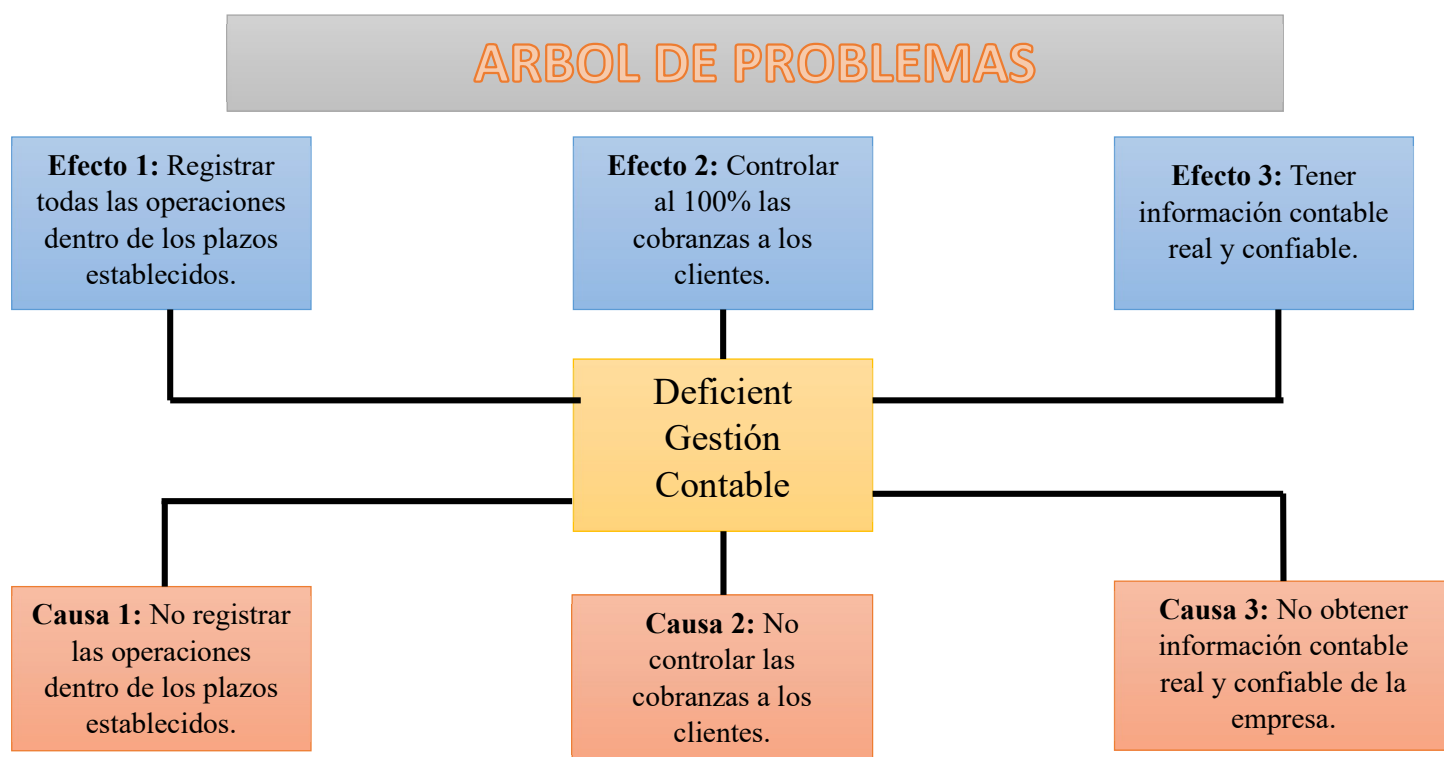 ARBOL DE PROBLEMAS
Efecto 1: Registrar
todas las operaciones
dentro de los plazos
establecidos.
Efecto 2: Controlar
al 100% las
cobranzas a los
clientes.
Efecto 3: Tener
información contable
real y confiable.
Deficient
Gestión
Contable
Causa 1: No registrar
las operaciones
dentro de los plazos
establecidos.
Causa 2: No
controlar las
cobranzas a los
clientes.
Causa 3: No obtener
información contable
real y confiable de la
empresa.